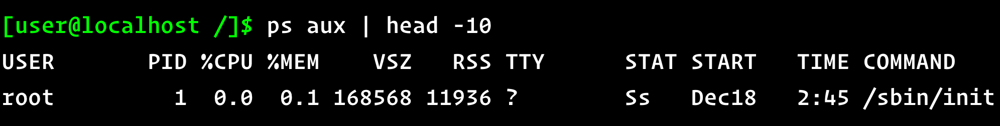 [user@localhost /]$ ps aux | head -10
USER       PID %CPU %MEM    VSZ   RSS TTY      STAT START   TIME COMMAND
root         1  0.0  0.1 168568 11936 ?        Ss   Dec18   2:45 /sbin/init